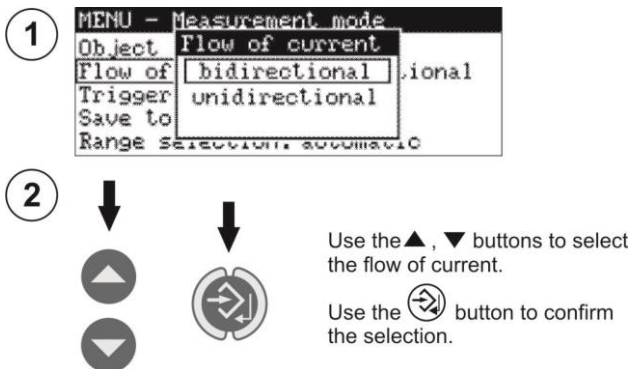 1
MENU - Measurement mode
Object Flow of current
Flow of bidirectional .ional
Trigger unidirectional
Save to
Range selection: automatic
2
Use the ▲ , ▼ buttons to select
the flow of current.
Use the button to confirm
the selection.